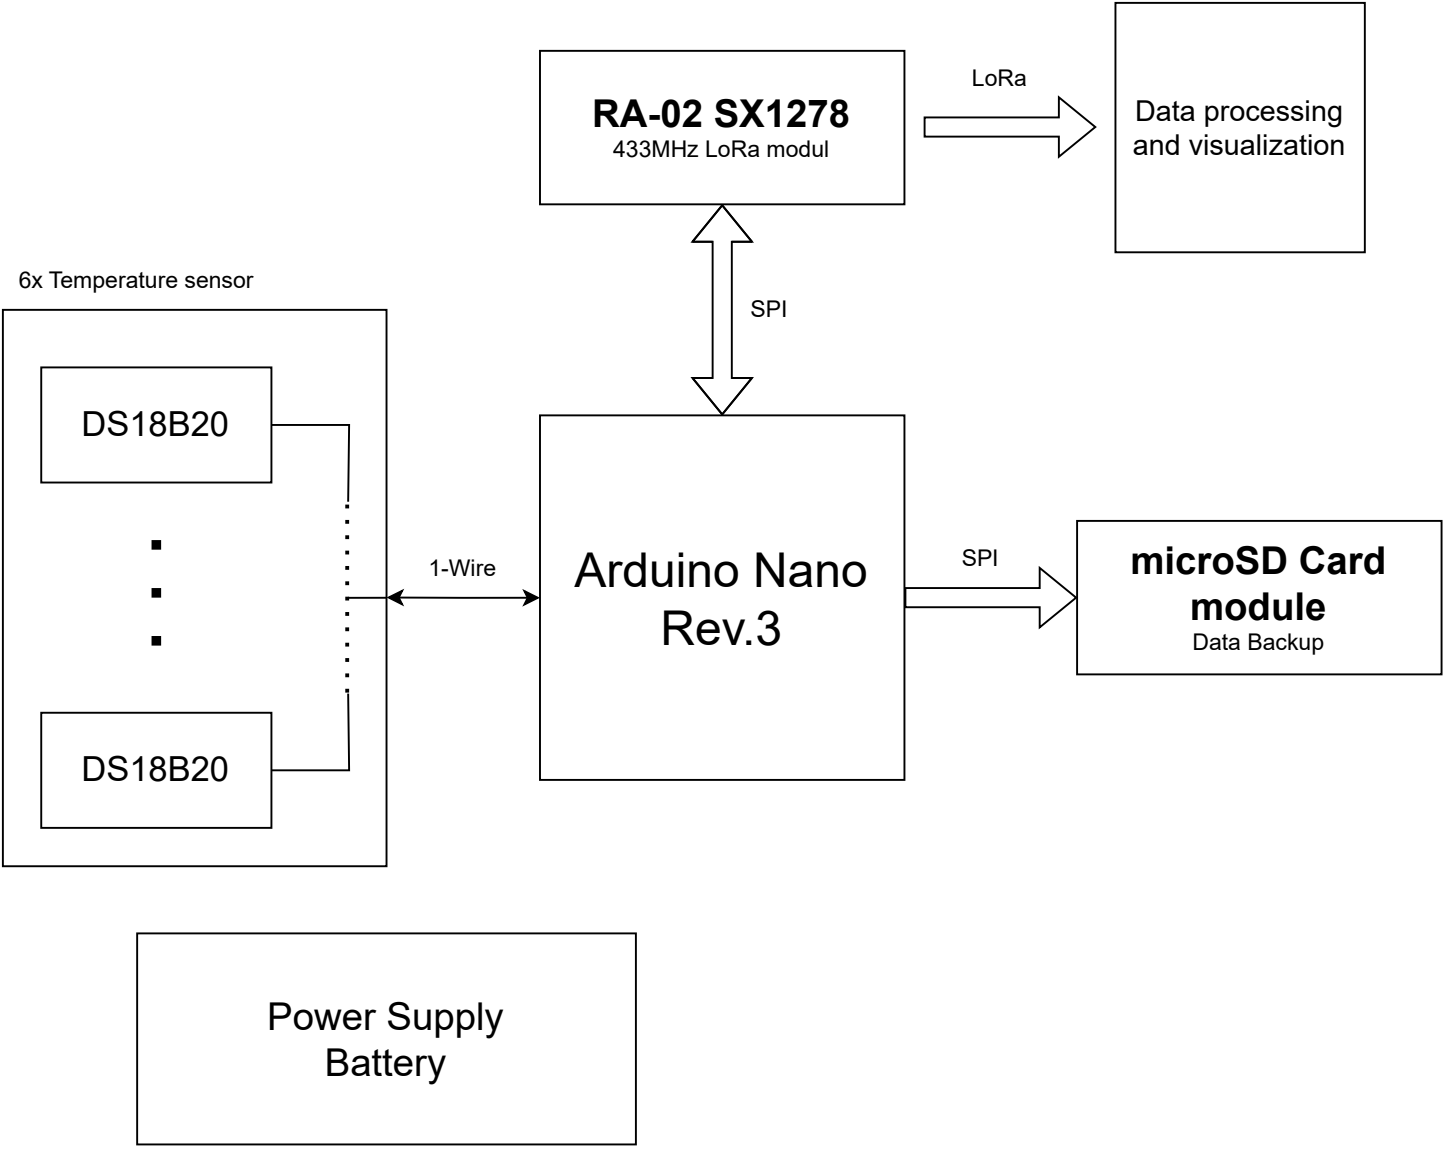 RA-02 SX1278
433MHz LoRa modul
LoRa
Data processing
and visualization
SPI
6x Temperature sensor
DS18B20
DS18B20
1-Wire
Arduino Nano
Rev.3
SPI
microSD Card
module
Data Backup
Power Supply
Battery